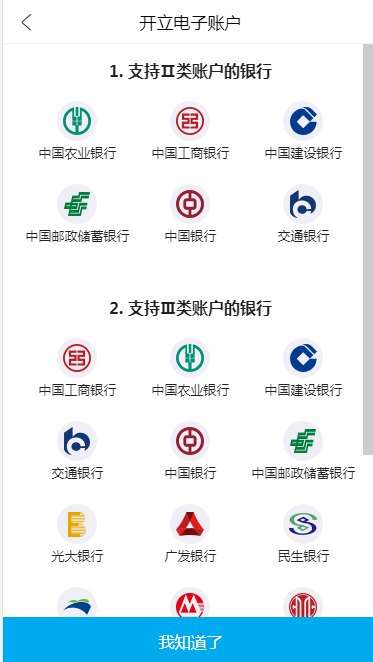 开立电子账户
1. 支持Ⅱ类账户的银行
中国农业银行 中国工商银行 中国建设银行
中国邮政储蓄银行 中国银行 交通银行
2. 支持Ⅲ类账户的银行
中国工商银行 中国农业银行 中国建设银行
交通银行 中国银行 中国邮政储蓄银行
光大银行 广发银行 民生银行
我知道了